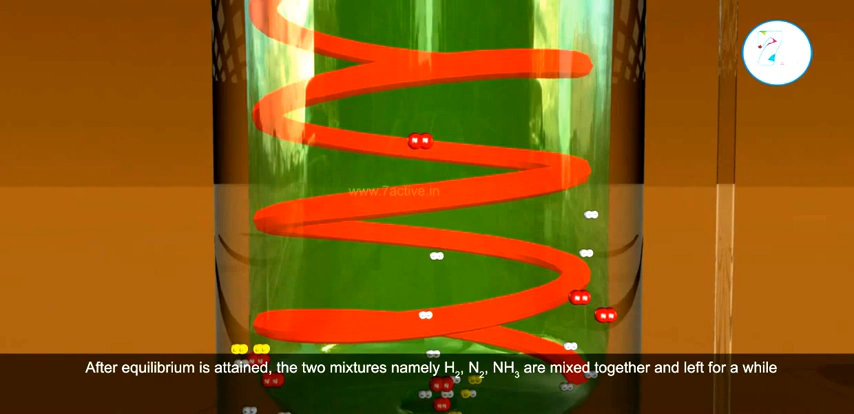 www.7active.in
After equilibrium is attained, the two mixtures namely H₂, N₂, NH₃ are mixed together and left for a while